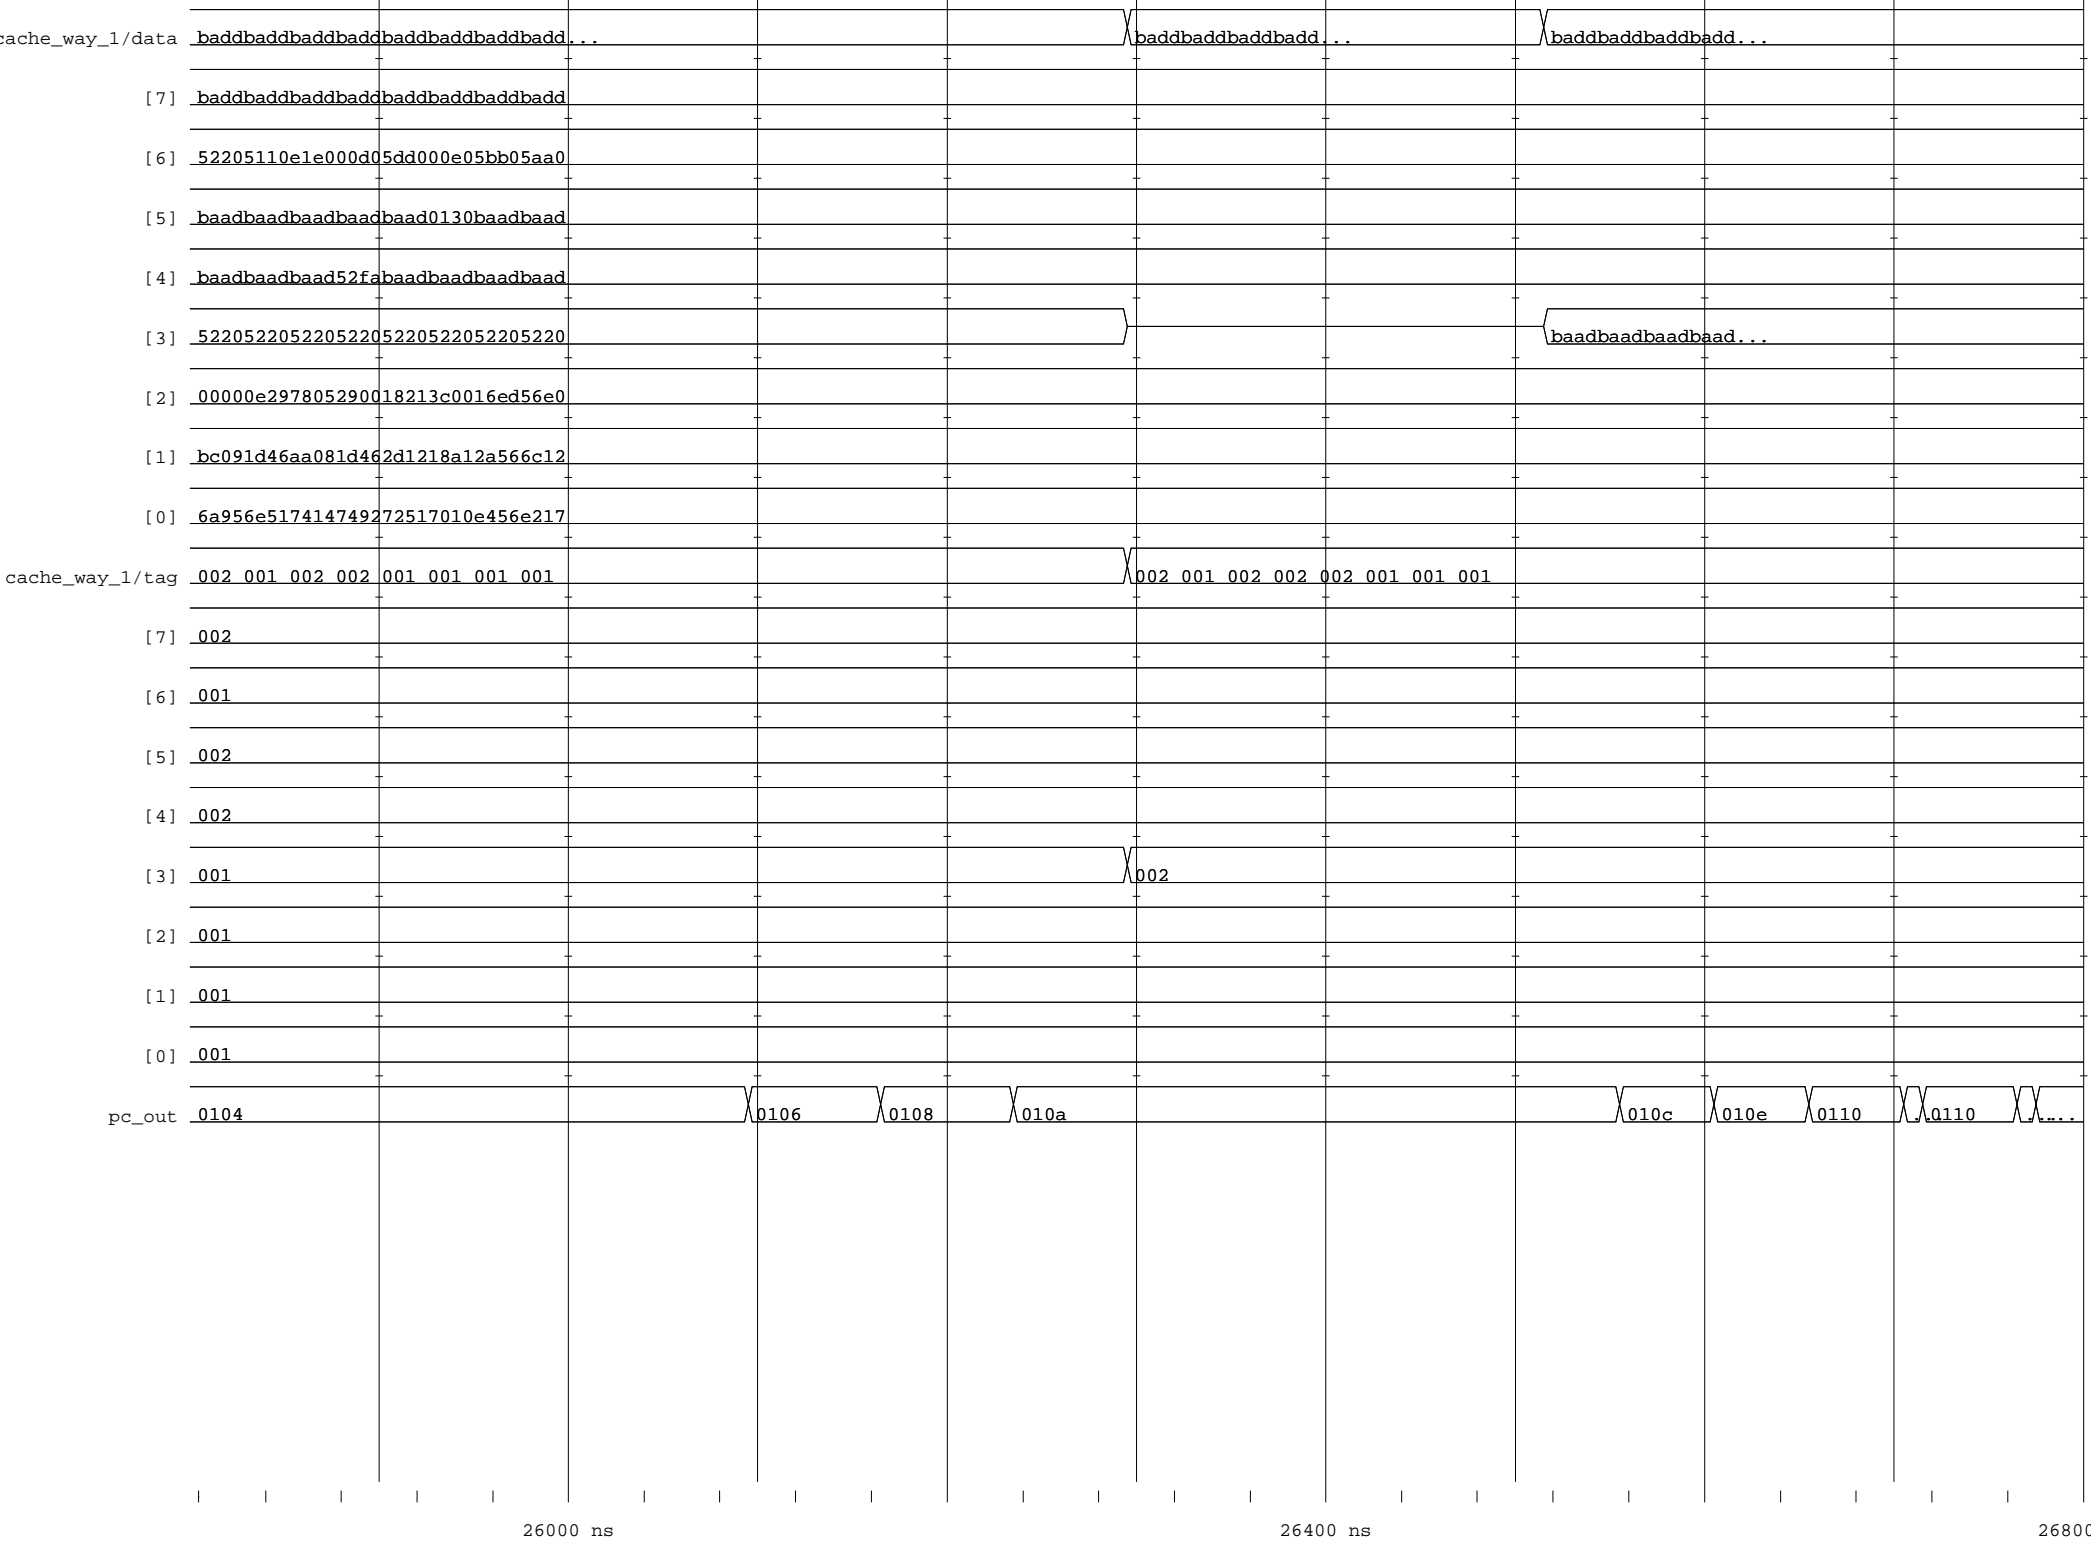 cache_way_1/data baddbaddbaddbaddbaddbaddbaddbadd... baddbaddbaddbadd... baddbaddbaddbadd...
[7] baddbaddbaddbaddbaddbaddbaddbadd
[6] 52205110e1e000d05dd000e05bb05aa0
[5] baadbaadbaadbaadbaad0130baadbaad
[4] baadbaadbaad52fabaadbaadbaadbaad
[3] 52205220522052205220522052205220 baadbaadbaadbaad...
[2] 00000e297805290018213c0016ed56e0
[1] bc091d46aa081d462d1218a12a566c12
[0] 6a956e517414749272517010e456e217
cache_way_1/tag 002 001 002 002 001 001 001 001 002 001 002 002 002 001 001 001
[7] 002
[6] 001
[5] 002
[4] 002
[3] 001 002
[2] 001
[1] 001
[0] 001
pc_out 0104 0106 0108 010a 010c 010e 0110 0110
26000 ns 26400 ns 26800